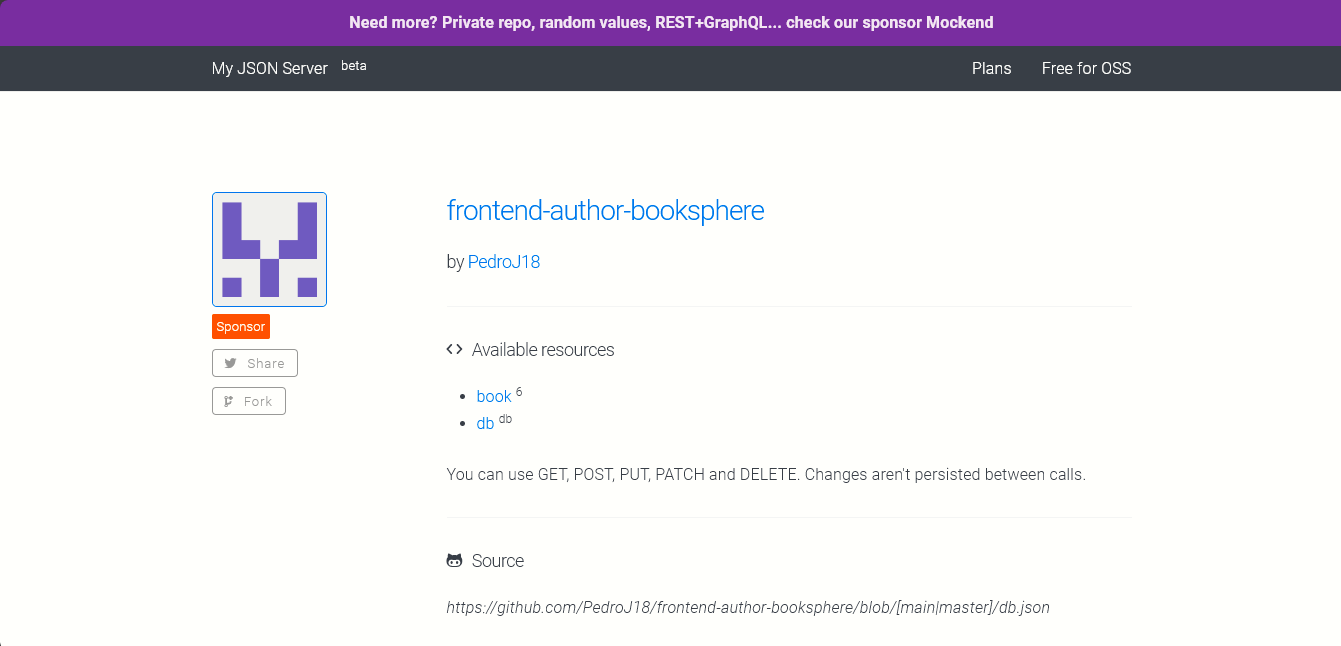 Need more? Private repo, random values, REST+GraphQL... check our sponsor Mockend
My JSON Server beta
Plans Free for OSS
frontend-author-booksphere
by PedroJ18
Sponsor
Share
Fork
Available resources
book 6
db db
You can use GET, POST, PUT, PATCH and DELETE. Changes aren't persisted between calls.
Source
https://github.com/PedroJ18/frontend-author-booksphere/blob/[main|master]/db.json